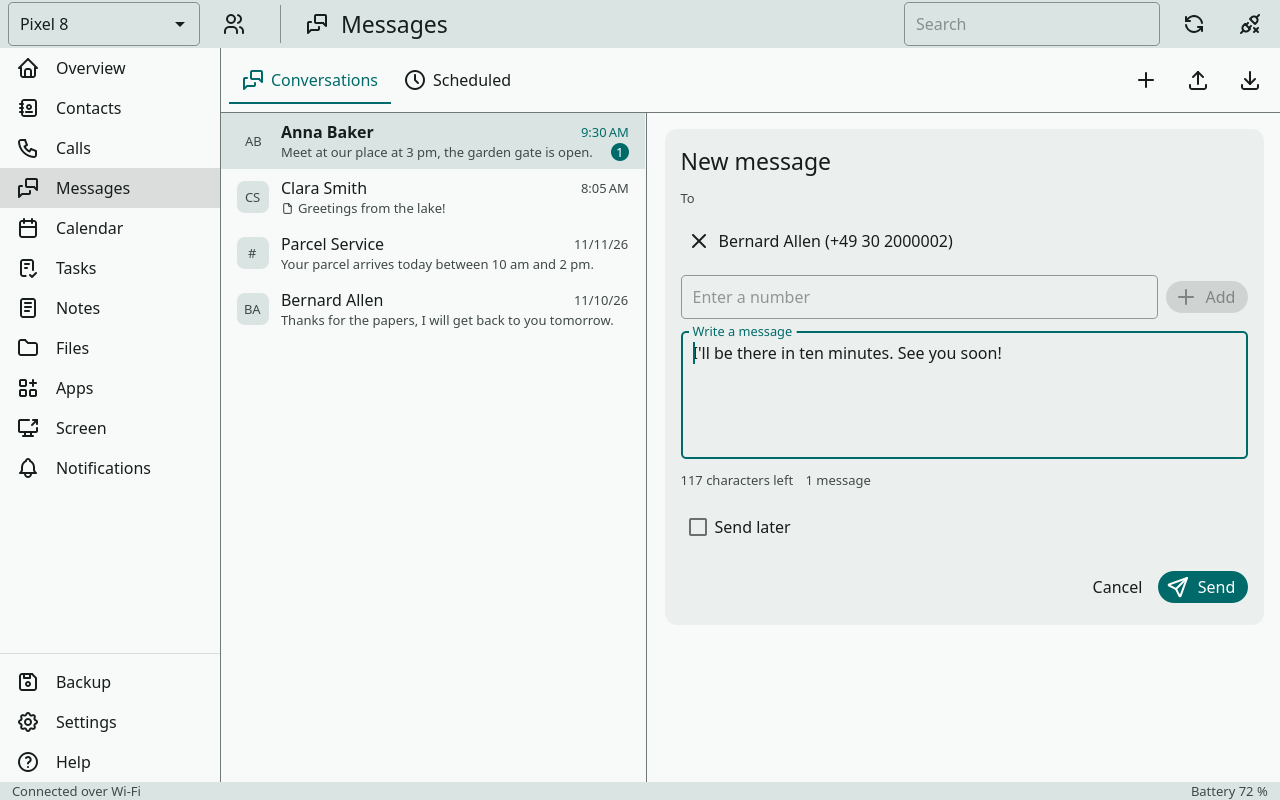 Pixel 8
Messages
Search
Overview
Contacts
Calls
Messages
Calendar
Tasks
Notes
Files
Apps
Screen
Notifications
Backup
Settings
Help
Conversations
Scheduled
AB
Anna Baker
9:30 AM
Meet at our place at 3 pm, the garden gate is open.
1
CS
Clara Smith
8:05 AM
Greetings from the lake!
#
Parcel Service
11/11/26
Your parcel arrives today between 10 am and 2 pm.
BA
Bernard Allen
11/10/26
Thanks for the papers, I will get back to you tomorrow.
New message
To
Bernard Allen (+49 30 2000002)
Enter a number
Add
Write a message
I'll be there in ten minutes. See you soon!
117 characters left
1 message
Send later
Cancel
Send
Connected over Wi-Fi
Battery 72 %